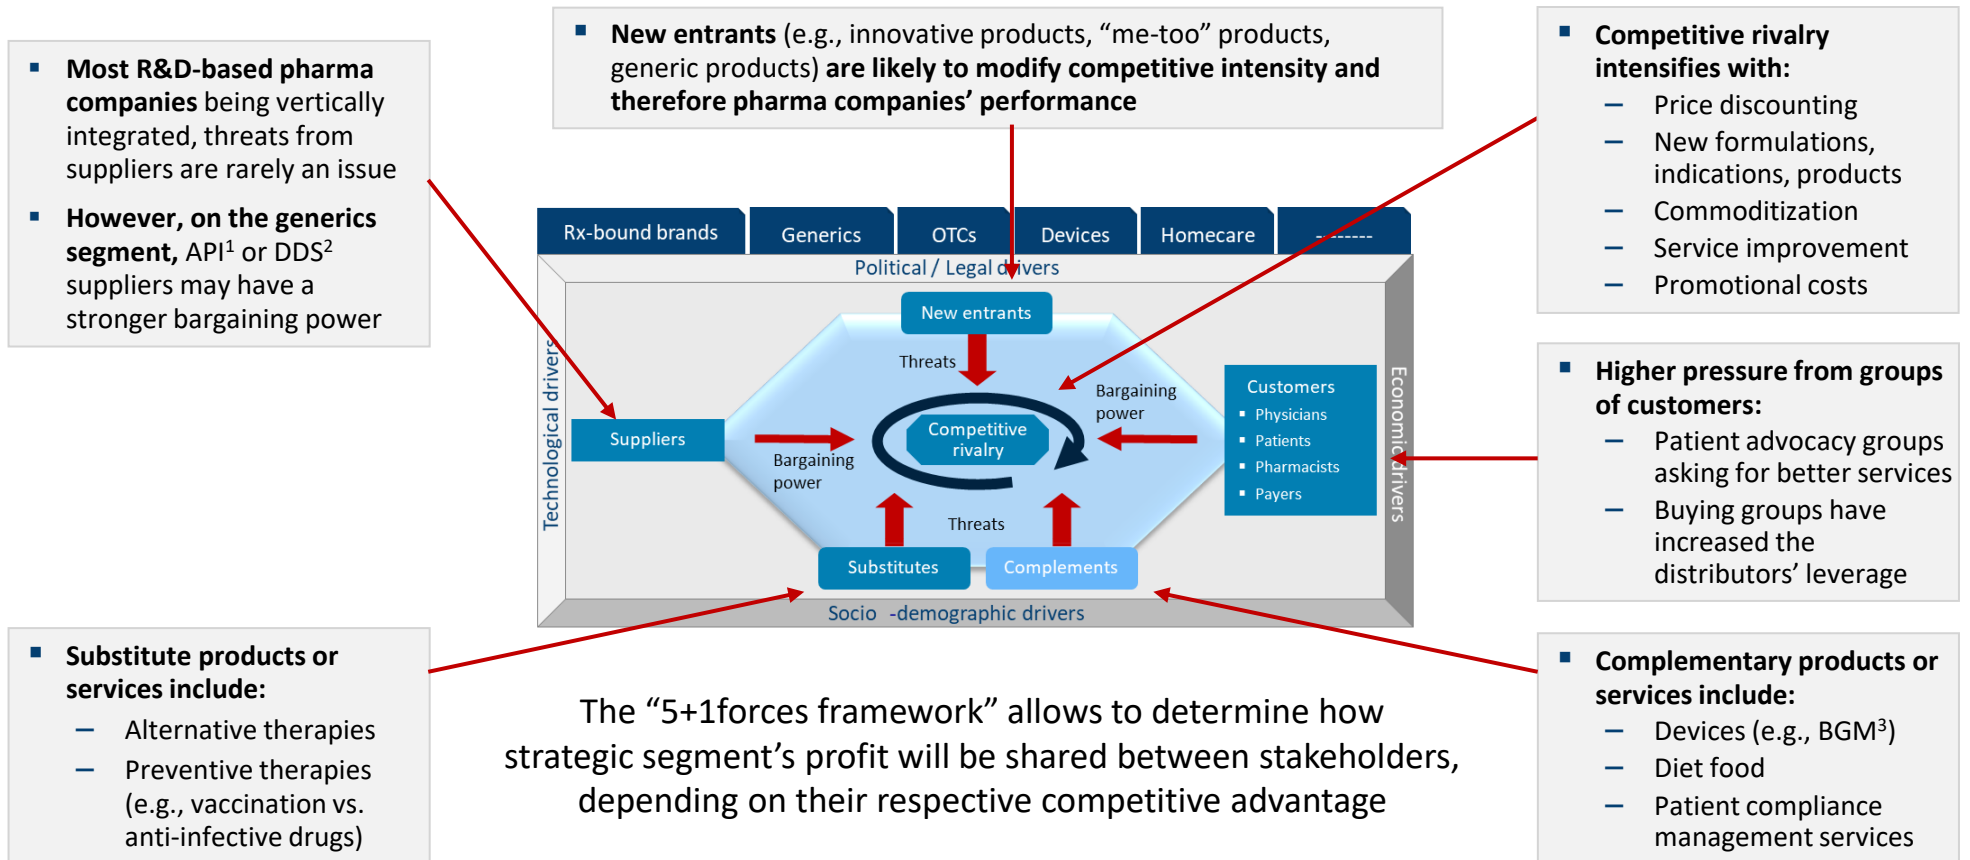 ▪ New entrants (e.g., innovative products, “me-too” products,
generic products) are likely to modify competitive intensity and
therefore pharma companies’ performance
▪ Most R&D-based pharma
companies being vertically
integrated, threats from
suppliers are rarely an issue
▪ However, on the generics
segment, API¹ or DDS²
suppliers may have a
stronger bargaining power
▪ Competitive rivalry
intensifies with:
– Price discounting
– New formulations,
indications, products
– Commoditization
– Service improvement
– Promotional costs
Rx-bound brands
Generics
OTCs
Devices
Homecare
--------
Political / Legal drivers
Technological drivers
Economic drivers
Socio -demographic drivers
New entrants
Threats
Suppliers
Bargaining
power
Competitive
rivalry
Bargaining
power
Customers
▪ Physicians
▪ Patients
▪ Pharmacists
▪ Payers
Threats
Substitutes
Complements
▪ Higher pressure from groups
of customers:
– Patient advocacy groups
asking for better services
– Buying groups have
increased the
distributors’ leverage
▪ Substitute products or
services include:
– Alternative therapies
– Preventive therapies
(e.g., vaccination vs.
anti-infective drugs)
The “5+1forces framework” allows to determine how
strategic segment’s profit will be shared between stakeholders,
depending on their respective competitive advantage
▪ Complementary products or
services include:
– Devices (e.g., BGM³)
– Diet food
– Patient compliance
management services